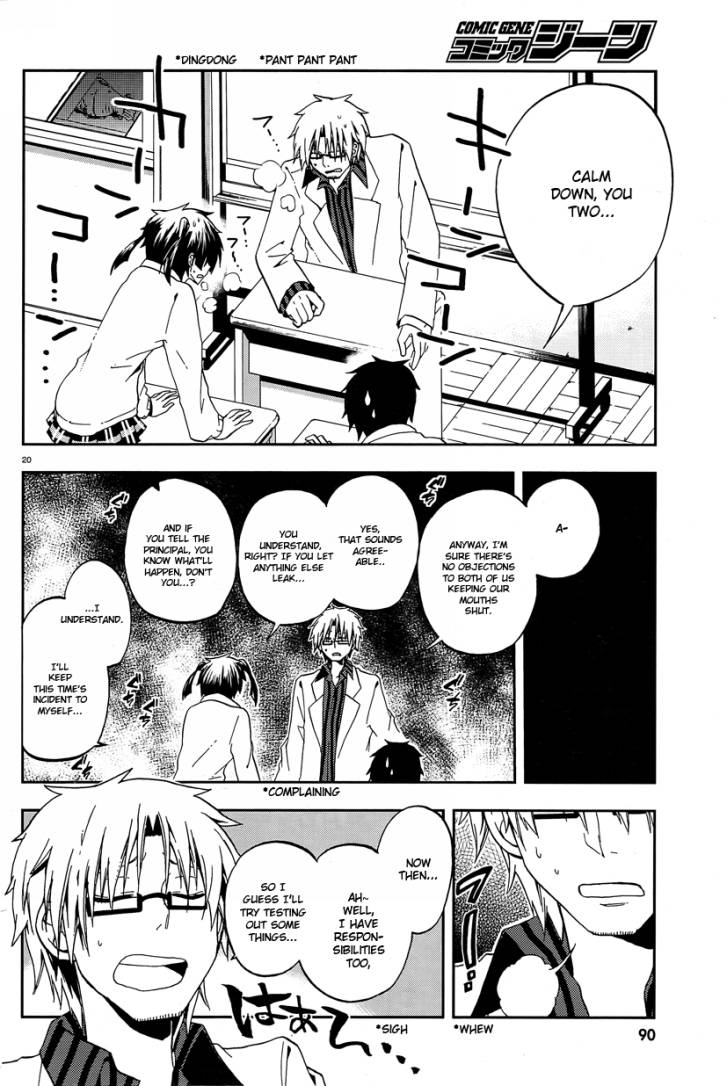 COMIC GENE
コミックジーン
*DINGDONG *PANT PANT PANT
CALM
DOWN, YOU
TWO...
20
A-
ANYWAY, I'M
SURE THERE'S
NO OBJECTIONS
TO BOTH OF US
KEEPING OUR
MOUTHS
SHUT.
YES,
THAT SOUNDS
AGREE-
ABLE..
YOU
UNDERSTAND,
RIGHT? IF YOU LET
ANYTHING ELSE
LEAK...
AND IF
YOU TELL THE
PRINCIPAL, YOU
KNOW WHAT'LL
HAPPEN, DON'T
YOU...?
...I
UNDERSTAND.
I'LL
KEEP
THIS TIME'S
INCIDENT TO
MYSELF...
*COMPLAINING
NOW
THEN...
AH~
WELL,
I HAVE
RESPON-
SIBILITIES
TOO,
SO I
GUESS I'LL
TRY TESTING
OUT SOME
THINGS...
はぁ～…
*SIGH *WHEW
90